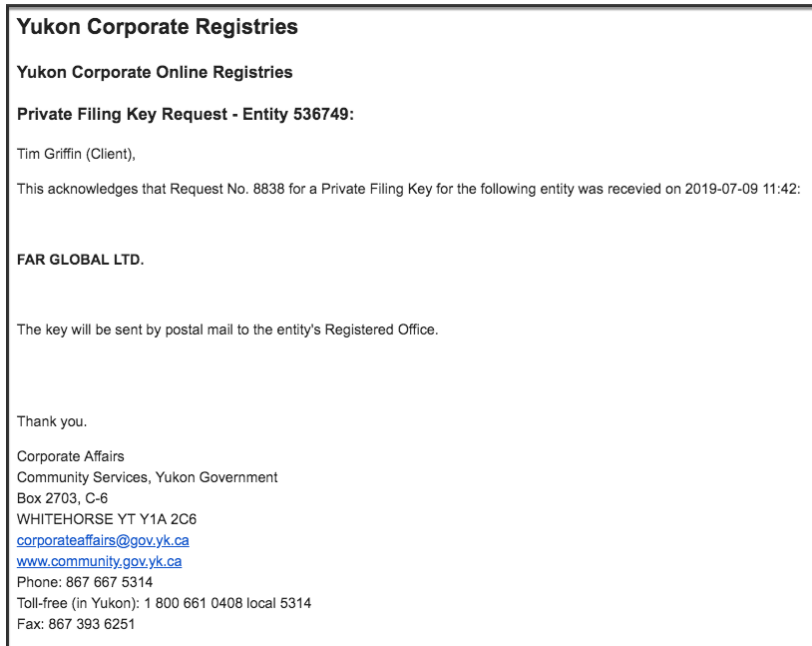 Yukon Corporate Registries
Yukon Corporate Online Registries
Private Filing Key Request - Entity 536749:
Tim Griffin (Client),
This acknowledges that Request No. 8838 for a Private Filing Key for the following entity was recevied on 2019-07-09 11:42:
FAR GLOBAL LTD.
The key will be sent by postal mail to the entity's Registered Office.
Thank you.
Corporate Affairs
Community Services, Yukon Government
Box 2703, C-6
WHITEHORSE YT Y1A 2C6
corporateaffairs@gov.yk.ca
www.community.gov.yk.ca
Phone: 867 667 5314
Toll-free (in Yukon): 1 800 661 0408 local 5314
Fax: 867 393 6251